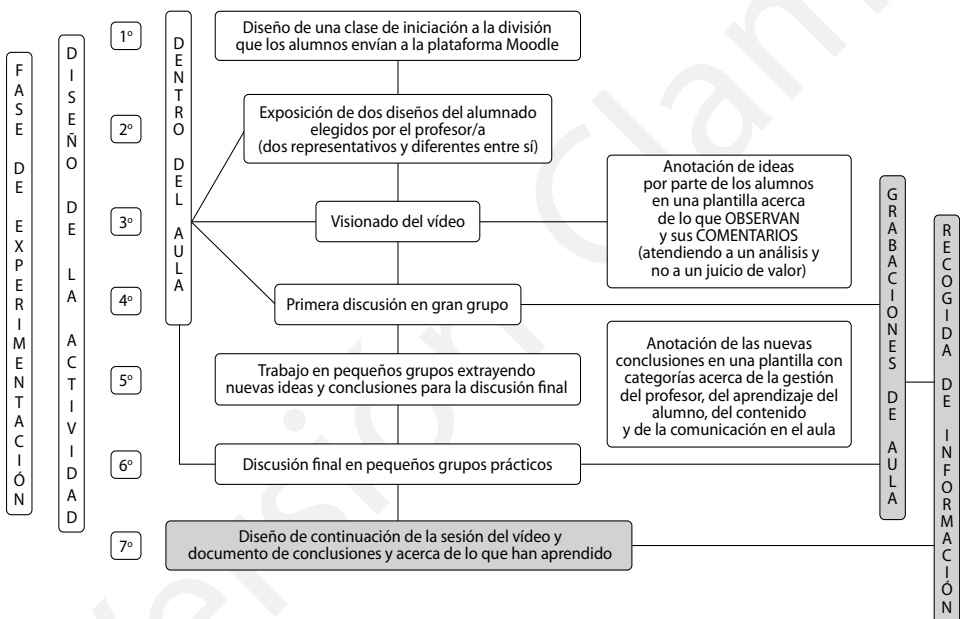 FASE DE EXPERIMENTACIÓN
DISEÑO DE LA ACTIVIDAD
DENTRO DEL AULA
1º
Diseño de una clase de iniciación a la división
que los alumnos envían a la plataforma Moodle
2º
Exposición de dos diseños del alumnado
elegidos por el profesor/a
(dos representativos y diferentes entre sí)
3º
Visionado del vídeo
Anotación de ideas
por parte de los alumnos
en una plantilla acerca
de lo que OBSERVAN
y sus COMENTARIOS
(atendiendo a un análisis y
no a un juicio de valor)
4º
Primera discusión en gran grupo
5º
Trabajo en pequeños grupos extrayendo
nuevas ideas y conclusiones para la discusión final
Anotación de las nuevas
conclusiones en una plantilla con
categorías acerca de la gestión
del profesor, del aprendizaje del
alumno, del contenido
y de la comunicación en el aula
6º
Discusión final en pequeños grupos prácticos
7º
Diseño de continuación de la sesión del vídeo y
documento de conclusiones y acerca de lo que han aprendido
GRABACIONES DE AULA
RECOGIDA DE INFORMACIÓN
Versión Clam